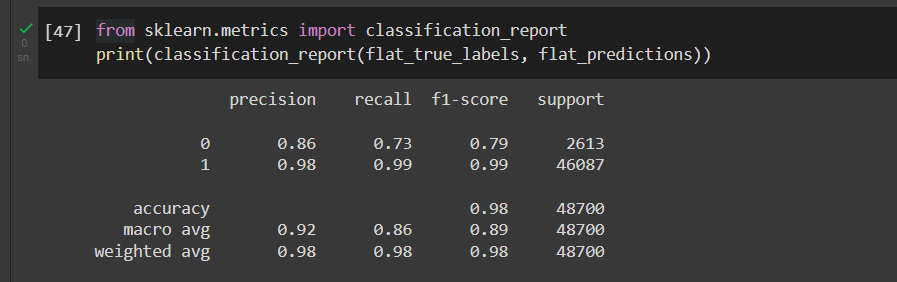 [47] from sklearn.metrics import classification_report
0 print(classification_report(flat_true_labels, flat_predictions))
sn.
precision recall f1-score support
0 0.86 0.73 0.79 2613
1 0.98 0.99 0.99 46087
accuracy 0.98 48700
macro avg 0.92 0.86 0.89 48700
weighted avg 0.98 0.98 0.98 48700